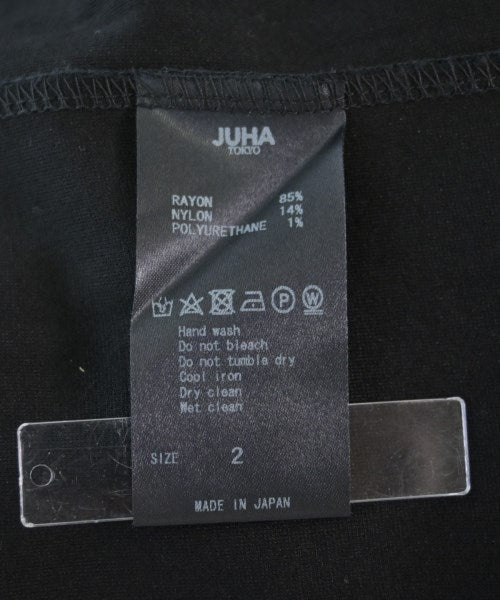 JUHA
TOKYO
RAYON 85%
NYLON 14%
POLYURETHANE 1%
P W
Hand wash
Do not bleach
Do not tumble dry
Cool iron
Dry clean
Wet clean
SIZE 2
MADE IN JAPAN